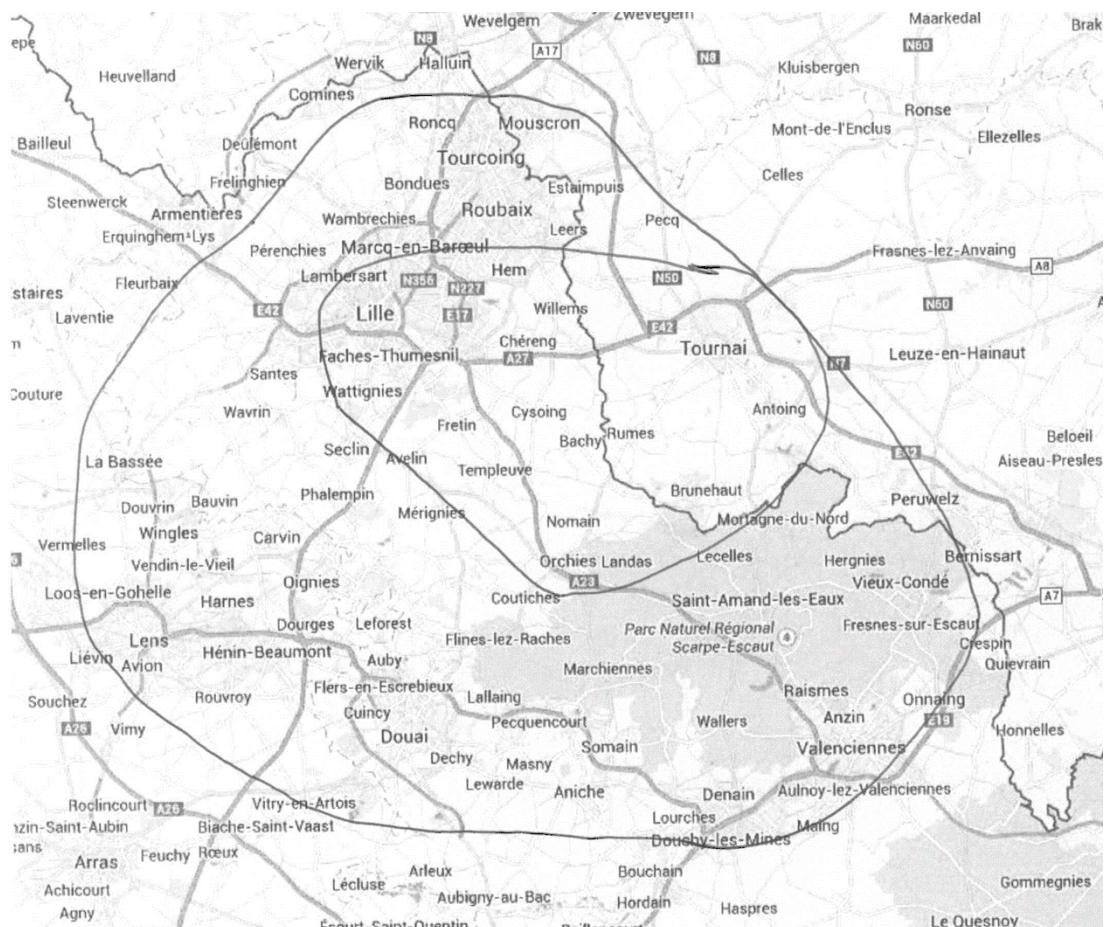 Wevelgem
Zwevegem
Maarkedal
Brak
epe
N8
A17
N60
Heuvelland
Wervik
Halluin
N8
Kluisbergen
Comines
Ronse
Roncq
Mouscron
Mont-de-l'Enclus
Ellezelles
Bailleul
Deûlémont
Tourcoing
Celles
Frelinghien
Bondues
Estaimpuis
Steenwerck
Armentières
Wambrechies
Roubaix
Pecq
Erquinghem-Lys
Leers
Pérenchies
Marcq-en-Barœul
Frasnes-lez-Anvaing
A8
Fleurbaix
Lambersart
N356
Hem
N50
staires
N227
N60
Laventie
E42
Lille
E17
Willems
E42
m
Chéreng
Tournai
Faches-Thumesnil
A27
N7
Leuze-en-Hainaut
Santes
Couture
Wattignies
Wavrin
Cysoing
Antoing
Fretin
Bachy
Rumes
Beloeil
Seclin
Avelin
E42
Aiseau-Presles
La Bassée
Templeuve
Phalempin
Brunehaut
Peruwelz
Douvrin
Bauvin
Mérignies
Nomain
Mortagne-du-Nord
Wingles
Carvin
Vermelles
Lecelles
Bernissart
Vendin-le-Vieil
Orchies
Landas
Hergnies
Oignies
A23
Vieux-Condé
Loos-en-Gohelle
Harnes
Coutiches
Saint-Amand-les-Eaux
A7
Dourges
Leforest
Parc Naturel Régional
Scarpe-Escaut
Fresnes-sur-Escaut
Lens
Flines-lez-Raches
Crespin
Liévin
Hénin-Beaumont
Auby
Quievrain
Avion
Marchiennes
Rouvroy
Flers-en-Escrebieux
Lallaing
Raismes
Onnaing
Souchez
Cuincy
Pecquencourt
Wallers
Anzin
E19
A26
Vimy
Douai
Honnelles
Somain
Valenciennes
Dechy
Masny
Lewarde
Aniche
Denain
Aulnoy-lez-Valenciennes
Roclincourt
A26
Vitry-en-Artois
Lourches
nzin-Saint-Aubin
Biache-Saint-Vaast
Maing
sans
Douchy-les-Mines
Arras
Feuchy
Rœux
Arleux
Bouchain
Achicourt
Lécluse
Aubigny-au-Bac
Gommegnies
Agny
Hordain
Haspres
Le Quesnoy
Écourt-Saint-Quentin